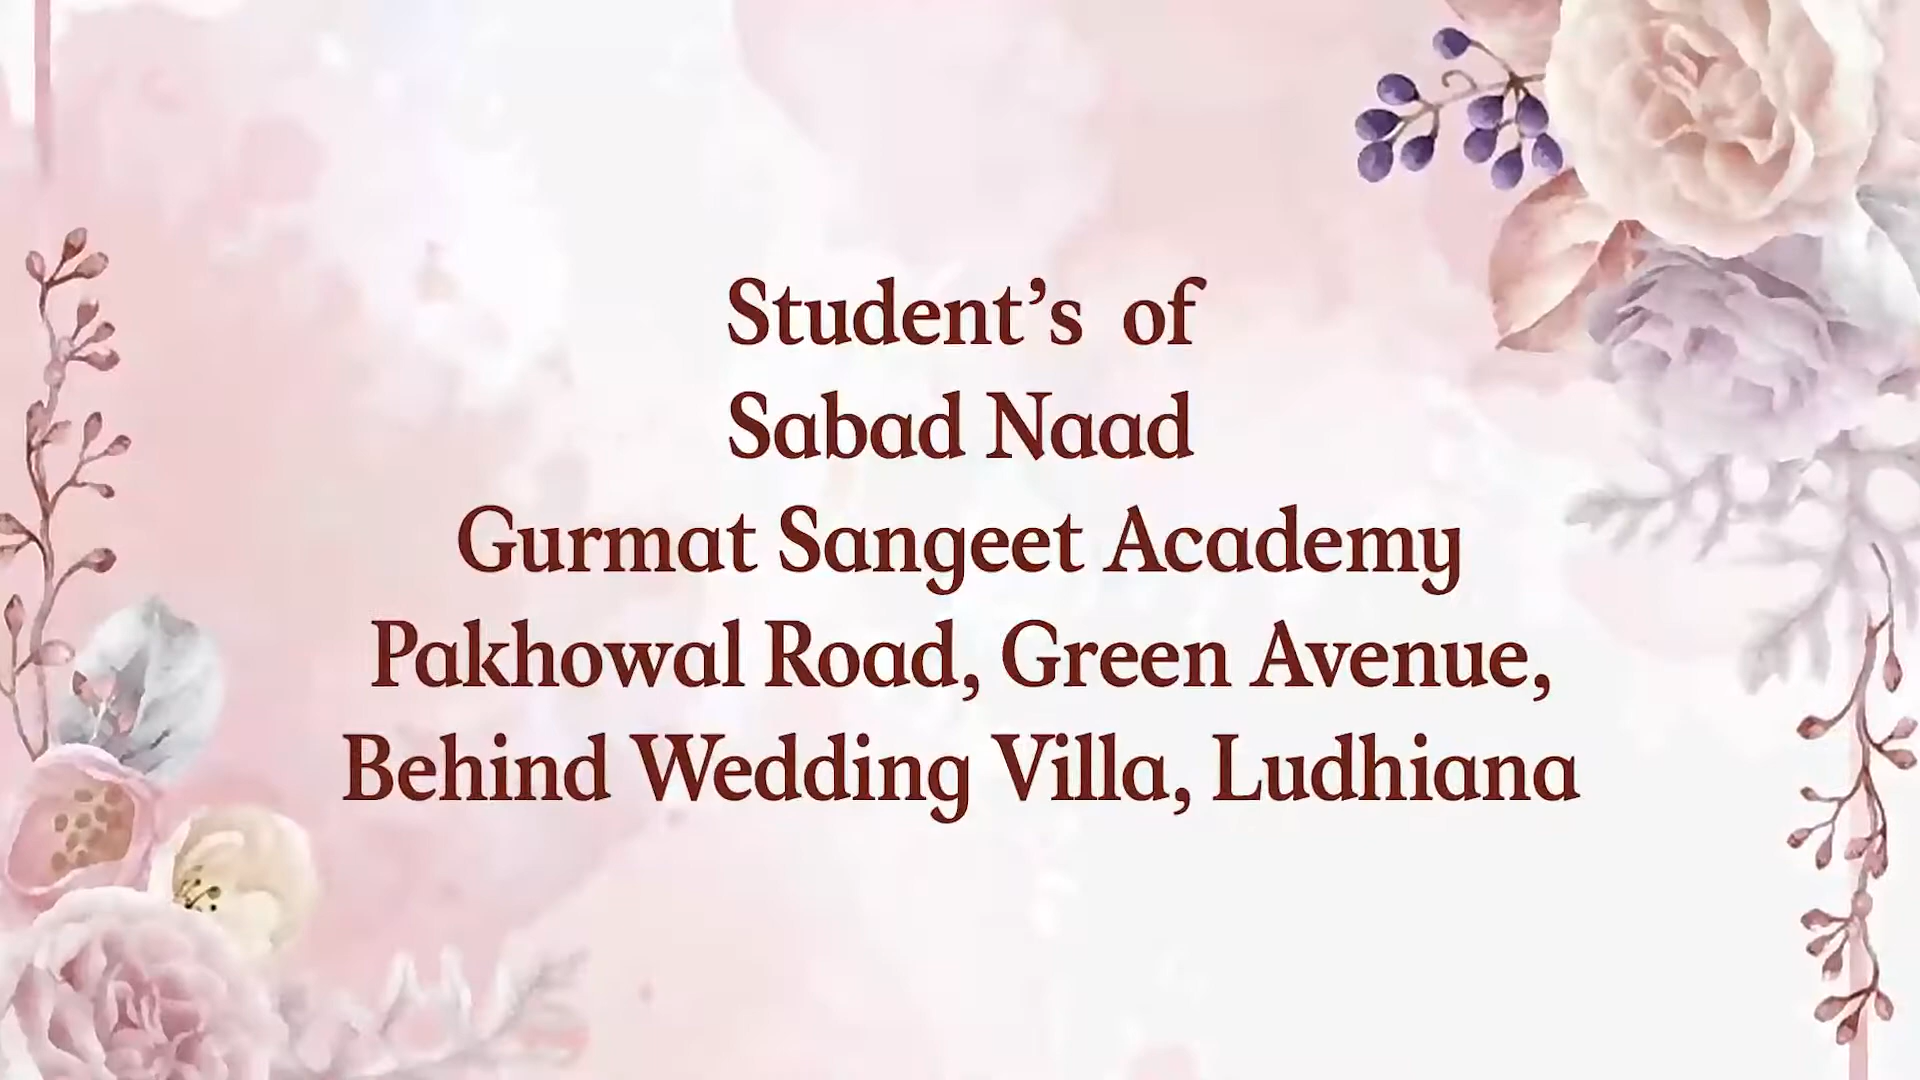 Student’s of
Sabad Naad
Gurmat Sangeet Academy
Pakhowal Road, Green Avenue,
Behind Wedding Villa, Ludhiana